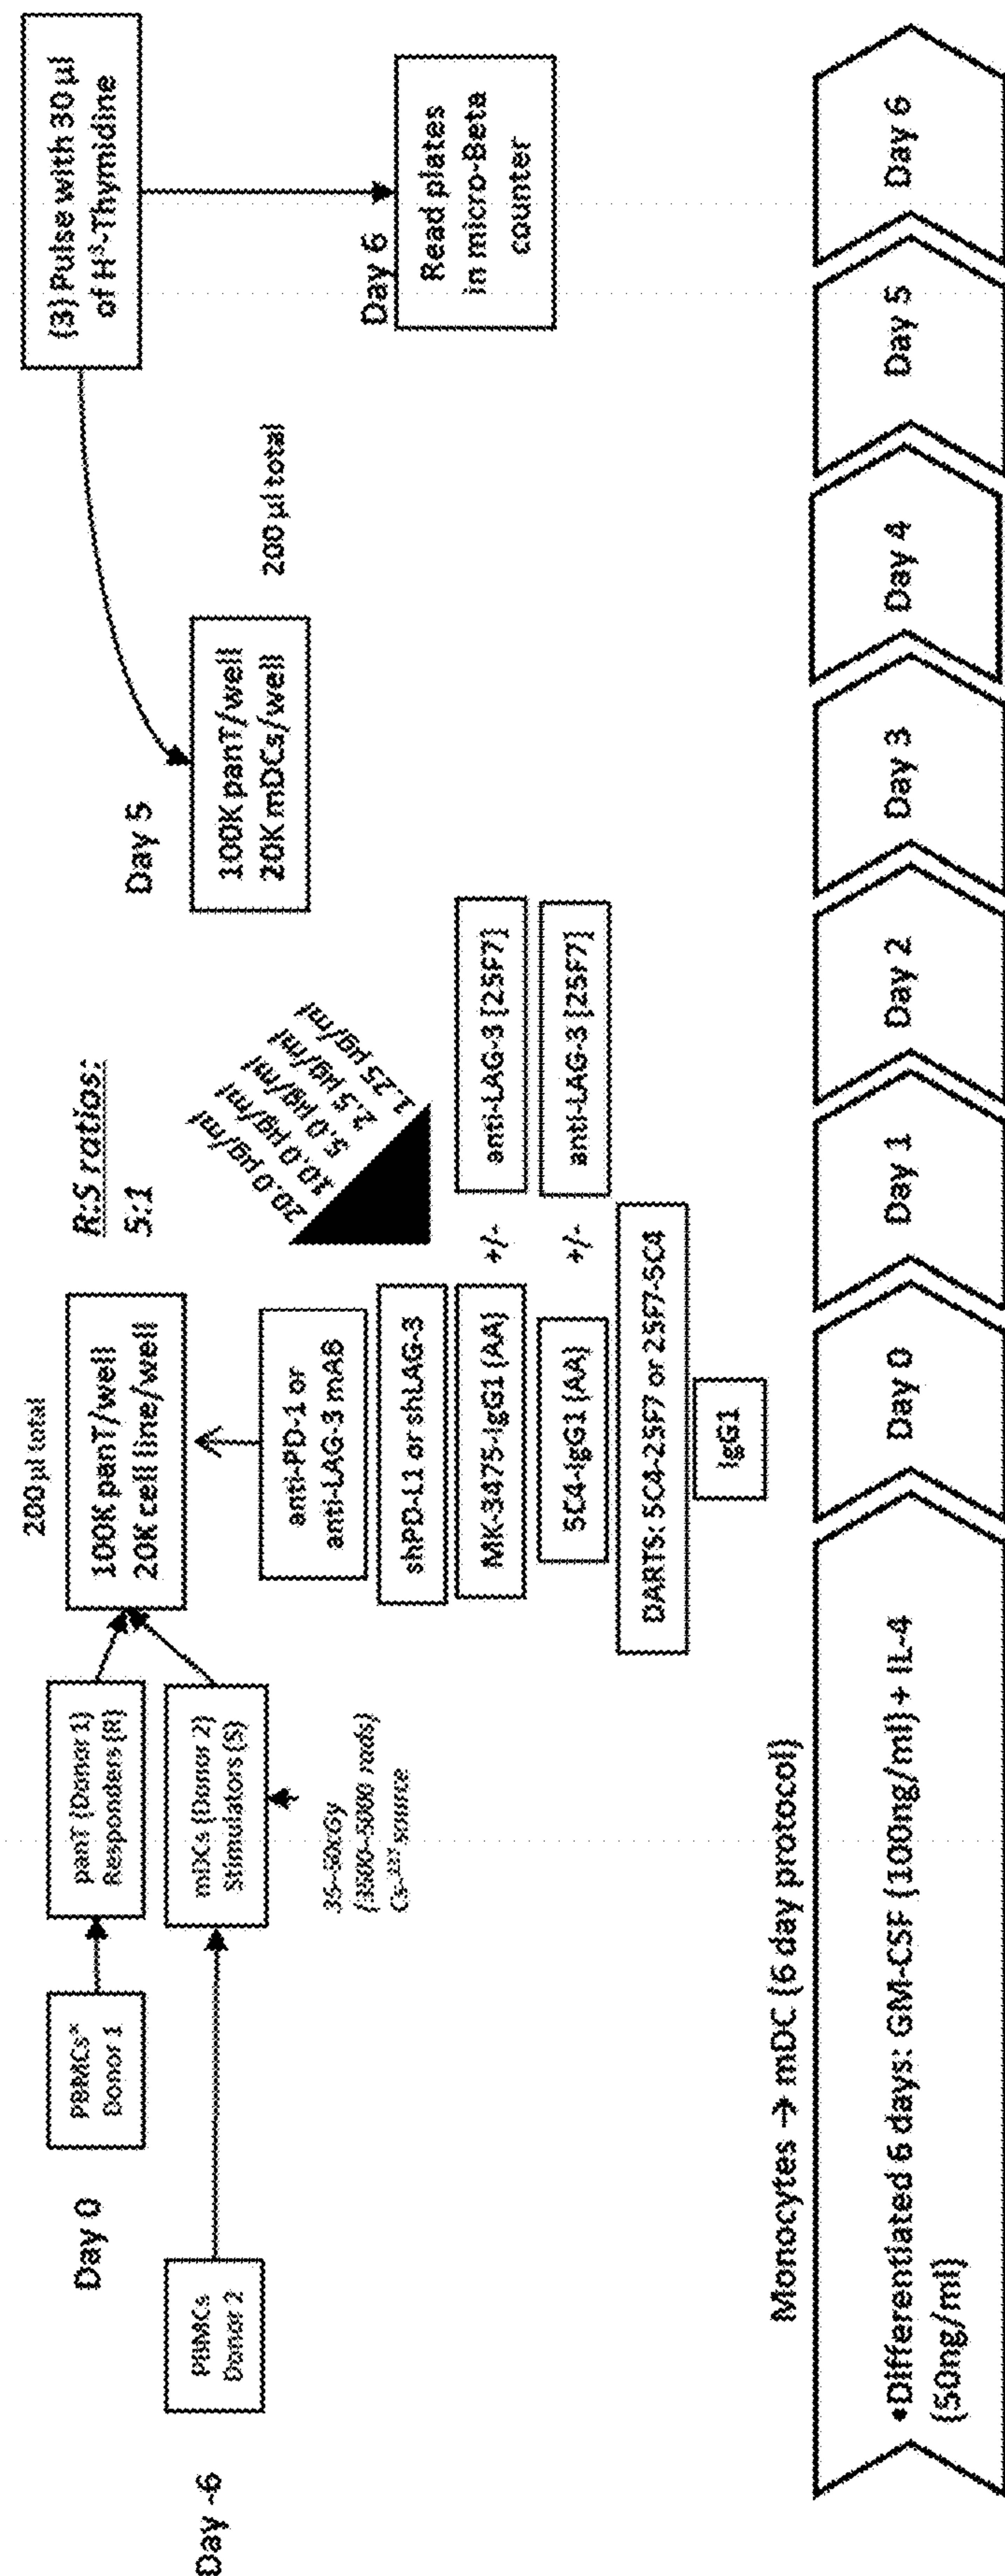 Day -6
Day 0
PBMCs
Donor 2
PBMCs*
Donor 1
panT (Donor 1)
Responders (R)
mDCs (Donor 2)
Stimulators (S)
(3500-5000 rads)
Cs-¹³⁷ source
200 µl total
100K panT/well
20K cell line/well
R:S ratios:
5:1
anti-PD-1 or
anti-LAG-3 mAB
shPD-L1 or shLAG-3
MK-3475-IgG1 (AA)
+/-
anti-LAG-3 [25F7]
5C4-IgG1 (AA)
+/-
anti-LAG-3 [25F7]
DARTS: 5C4-25F7 or 25F7-5C4
IgG1
20.0 µg/ml
10.0 µg/ml
5.0 µg/ml
2.5 µg/ml
1.25 µg/ml
Day 5
100K panT/well
20K mDCs/well
200 µl total
(3) Pulse with 30 µl
of H³-Thymidine
Day 6
Read plates
in micro-Beta
counter
Monocytes → mDC (6 day protocol)
•Differentiated 6 days: GM-CSF (100ng/ml) + IL-4
(50ng/ml)
Day 0
Day 1
Day 2
Day 3
Day 4
Day 5
Day 6